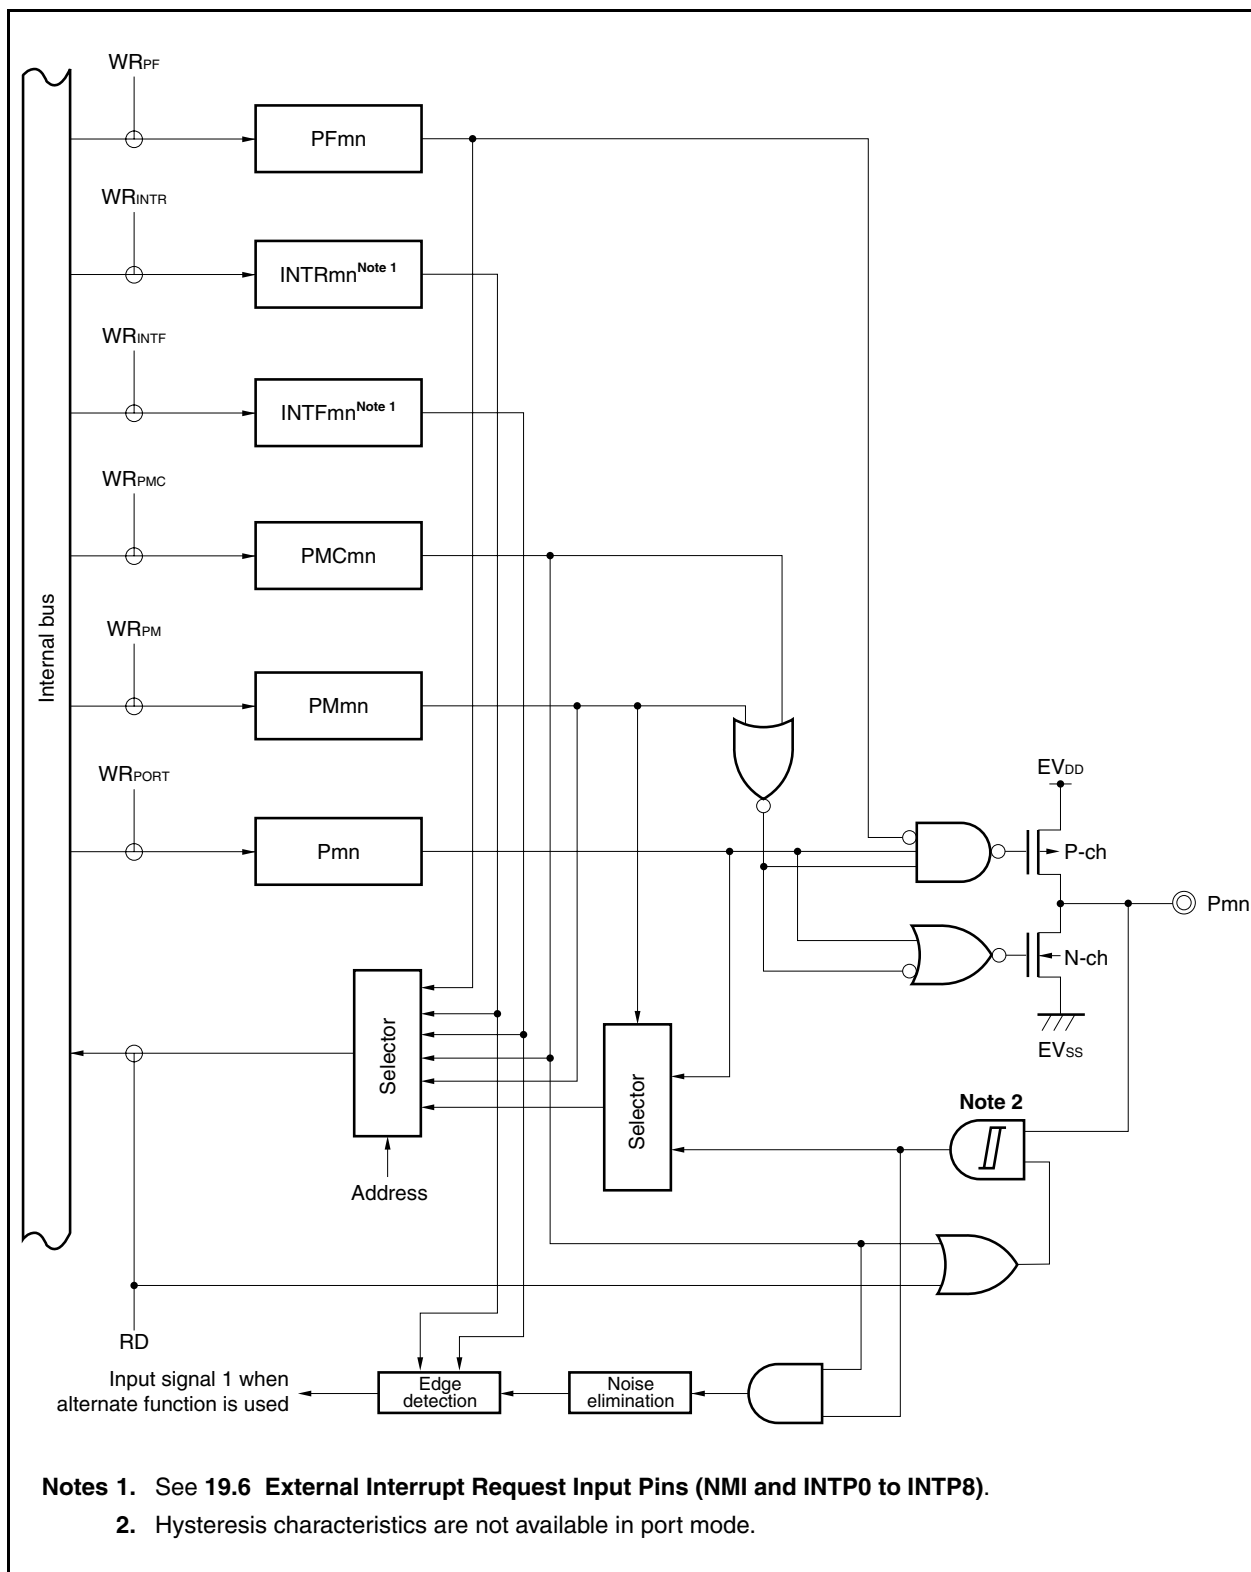 WRPF
PFmn
WRINTR
INTRmnNote 1
WRINTF
INTFmnNote 1
WRPMC
PMCmn
Internal bus
WRPM
PMmn
WRPORT
Pmn
EVDD
P-ch
Pmn
N-ch
EVSS
Selector
Selector
Note 2
Address
RD
Input signal 1 when
alternate function is used
Edge
detection
Noise
elimination
Notes 1. See 19.6 External Interrupt Request Input Pins (NMI and INTP0 to INTP8).
2. Hysteresis characteristics are not available in port mode.